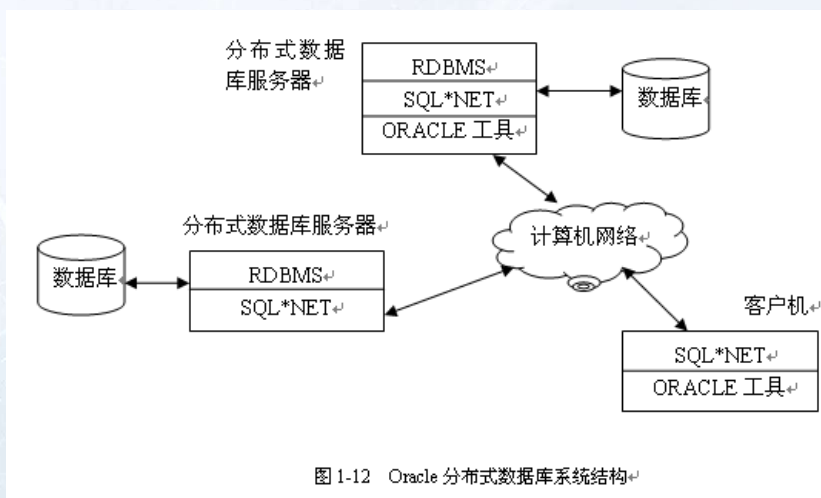 分布式数据
库服务器↵
RDBMS↵
SQL*NET↵
ORACLE 工具↵
数据库↵
计算机网络↵
分布式数据库服务器↵
数据库↵
RDBMS↵
SQL*NET↵
客户机↵
SQL*NET↵
ORACLE 工具↵
图 1-12 Oracle 分布式数据库系统结构↵